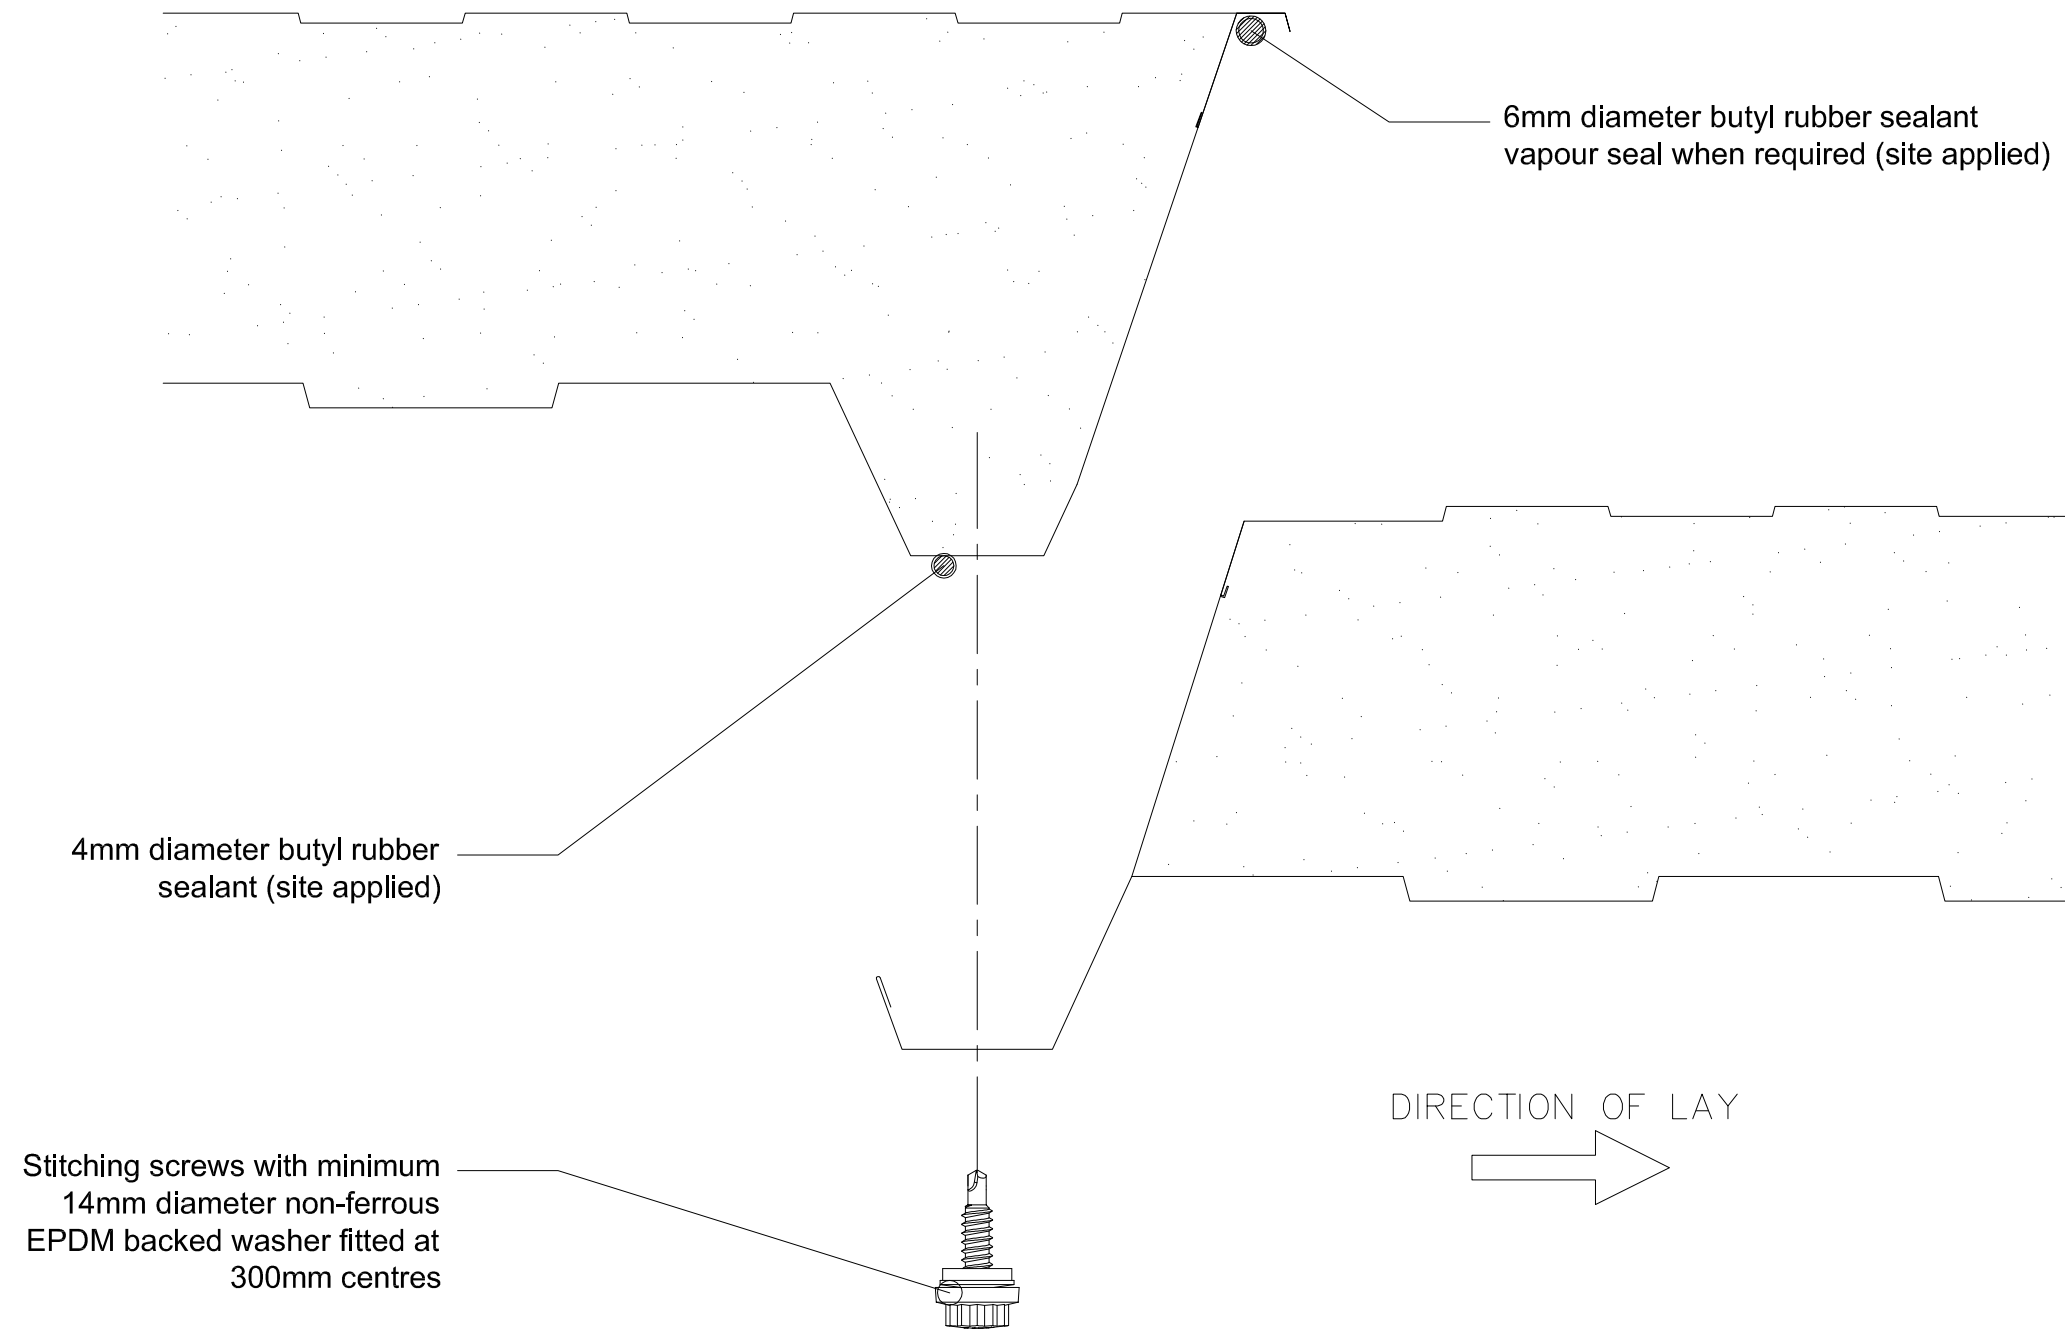 6mm diameter butyl rubber sealant
vapour seal when required (site applied)
4mm diameter butyl rubber
sealant (site applied)
DIRECTION OF LAY
Stitching screws with minimum
14mm diameter non-ferrous
EPDM backed washer fitted at
300mm centres